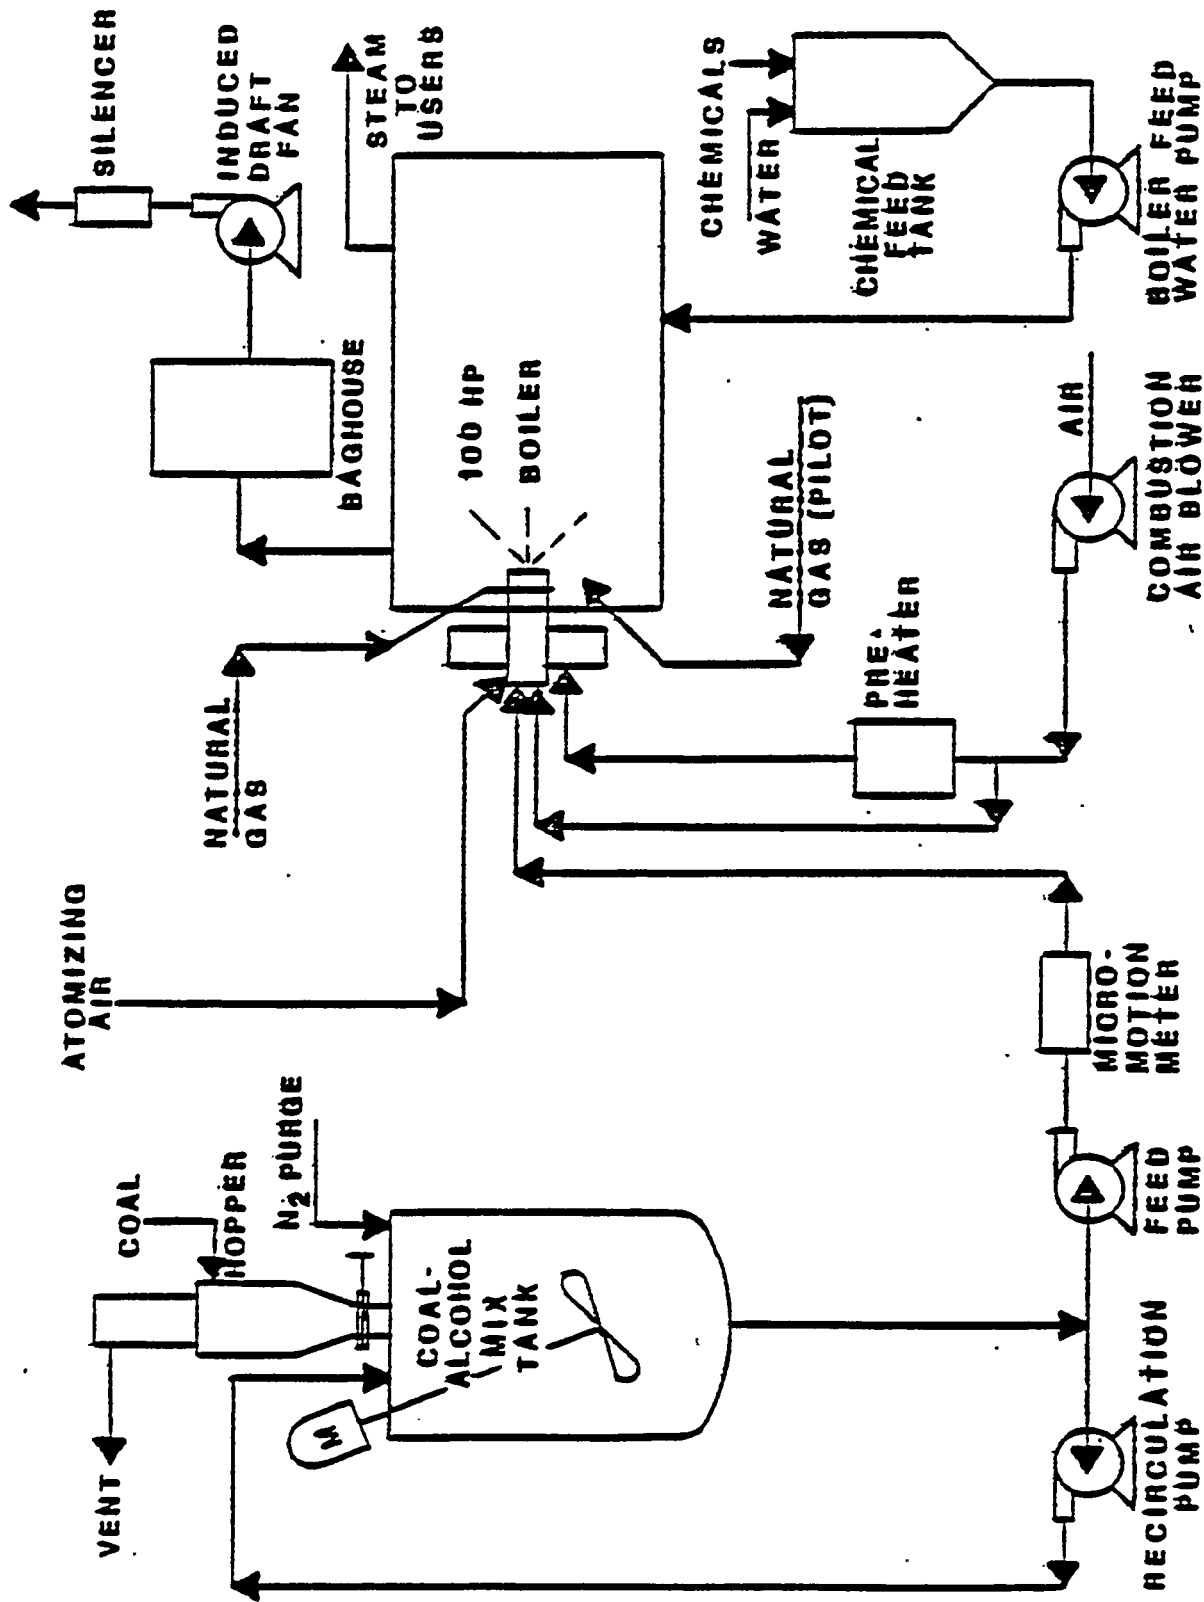 VENT
COAL
HOPPER
N2 PURGE
COAL-
ALCOHOL
MIX
TANK
M
RECIRCULATION
PUMP
FEED
PUMP
MICRO-
MOTION
METER
ATOMIZING
AIR
NATURAL
GAS
PRE-
HEATER
COMBUSTION
AIR BLOWER
AIR
NATURAL
GAS (PILOT)
100 HP
BOILER
BAGHOUSE
INDUCED
DRAFT
FAN
SILENCER
STEAM
TO
USERS
CHEMICALS
WATER
CHEMICAL
FEED
TANK
BOILER FEED
WATER PUMP